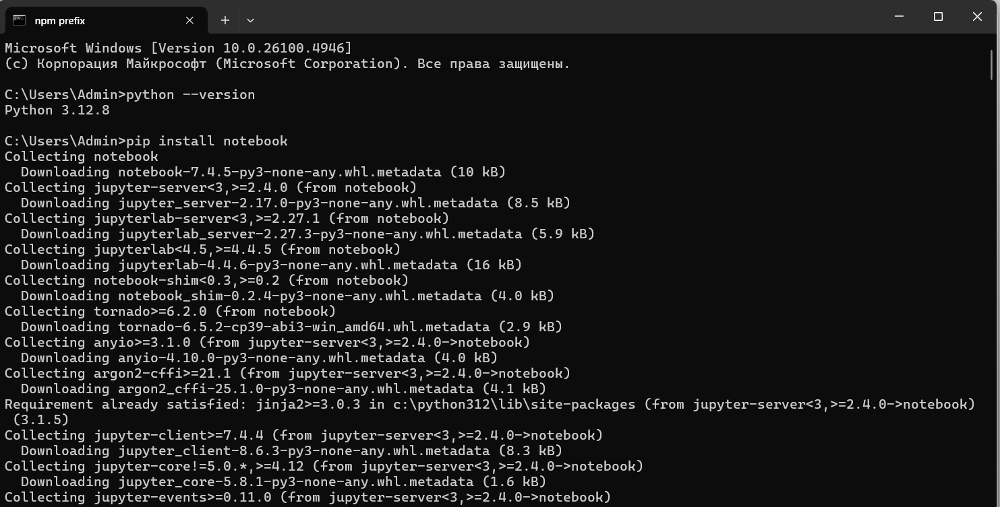 npm prefix
Microsoft Windows [Version 10.0.26100.4946]
(c) Корпорация Майкрософт (Microsoft Corporation). Все права защищены.
C:\Users\Admin>python --version
Python 3.12.8
C:\Users\Admin>pip install notebook
Collecting notebook
  Downloading notebook-7.4.5-py3-none-any.whl.metadata (10 kB)
Collecting jupyter-server<3,>=2.4.0 (from notebook)
  Downloading jupyter_server-2.17.0-py3-none-any.whl.metadata (8.5 kB)
Collecting jupyterlab-server<3,>=2.27.1 (from notebook)
  Downloading jupyterlab_server-2.27.3-py3-none-any.whl.metadata (5.9 kB)
Collecting jupyterlab<4.5,>=4.4.5 (from notebook)
  Downloading jupyterlab-4.4.6-py3-none-any.whl.metadata (16 kB)
Collecting notebook-shim<0.3,>=0.2 (from notebook)
  Downloading notebook_shim-0.2.4-py3-none-any.whl.metadata (4.0 kB)
Collecting tornado>=6.2.0 (from notebook)
  Downloading tornado-6.5.2-cp39-abi3-win_amd64.whl.metadata (2.9 kB)
Collecting anyio>=3.1.0 (from jupyter-server<3,>=2.4.0->notebook)
  Downloading anyio-4.10.0-py3-none-any.whl.metadata (4.0 kB)
Collecting argon2-cffi>=21.1 (from jupyter-server<3,>=2.4.0->notebook)
  Downloading argon2_cffi-25.1.0-py3-none-any.whl.metadata (4.1 kB)
Requirement already satisfied: jinja2>=3.0.3 in c:\python312\lib\site-packages (from jupyter-server<3,>=2.4.0->notebook)
 (3.1.5)
Collecting jupyter-client>=7.4.4 (from jupyter-server<3,>=2.4.0->notebook)
  Downloading jupyter_client-8.6.3-py3-none-any.whl.metadata (8.3 kB)
Collecting jupyter-core!=5.0.*,>=4.12 (from jupyter-server<3,>=2.4.0->notebook)
  Downloading jupyter_core-5.8.1-py3-none-any.whl.metadata (1.6 kB)
Collecting jupyter-events>=0.11.0 (from jupyter-server<3,>=2.4.0->notebook)